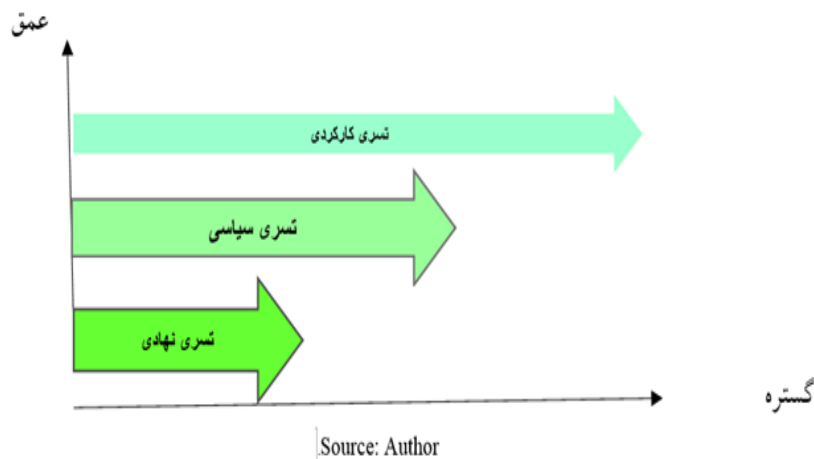 عمق
تسری کارکردی
تسری سیاسی
تسری نهادی
گستره
.Source: Author